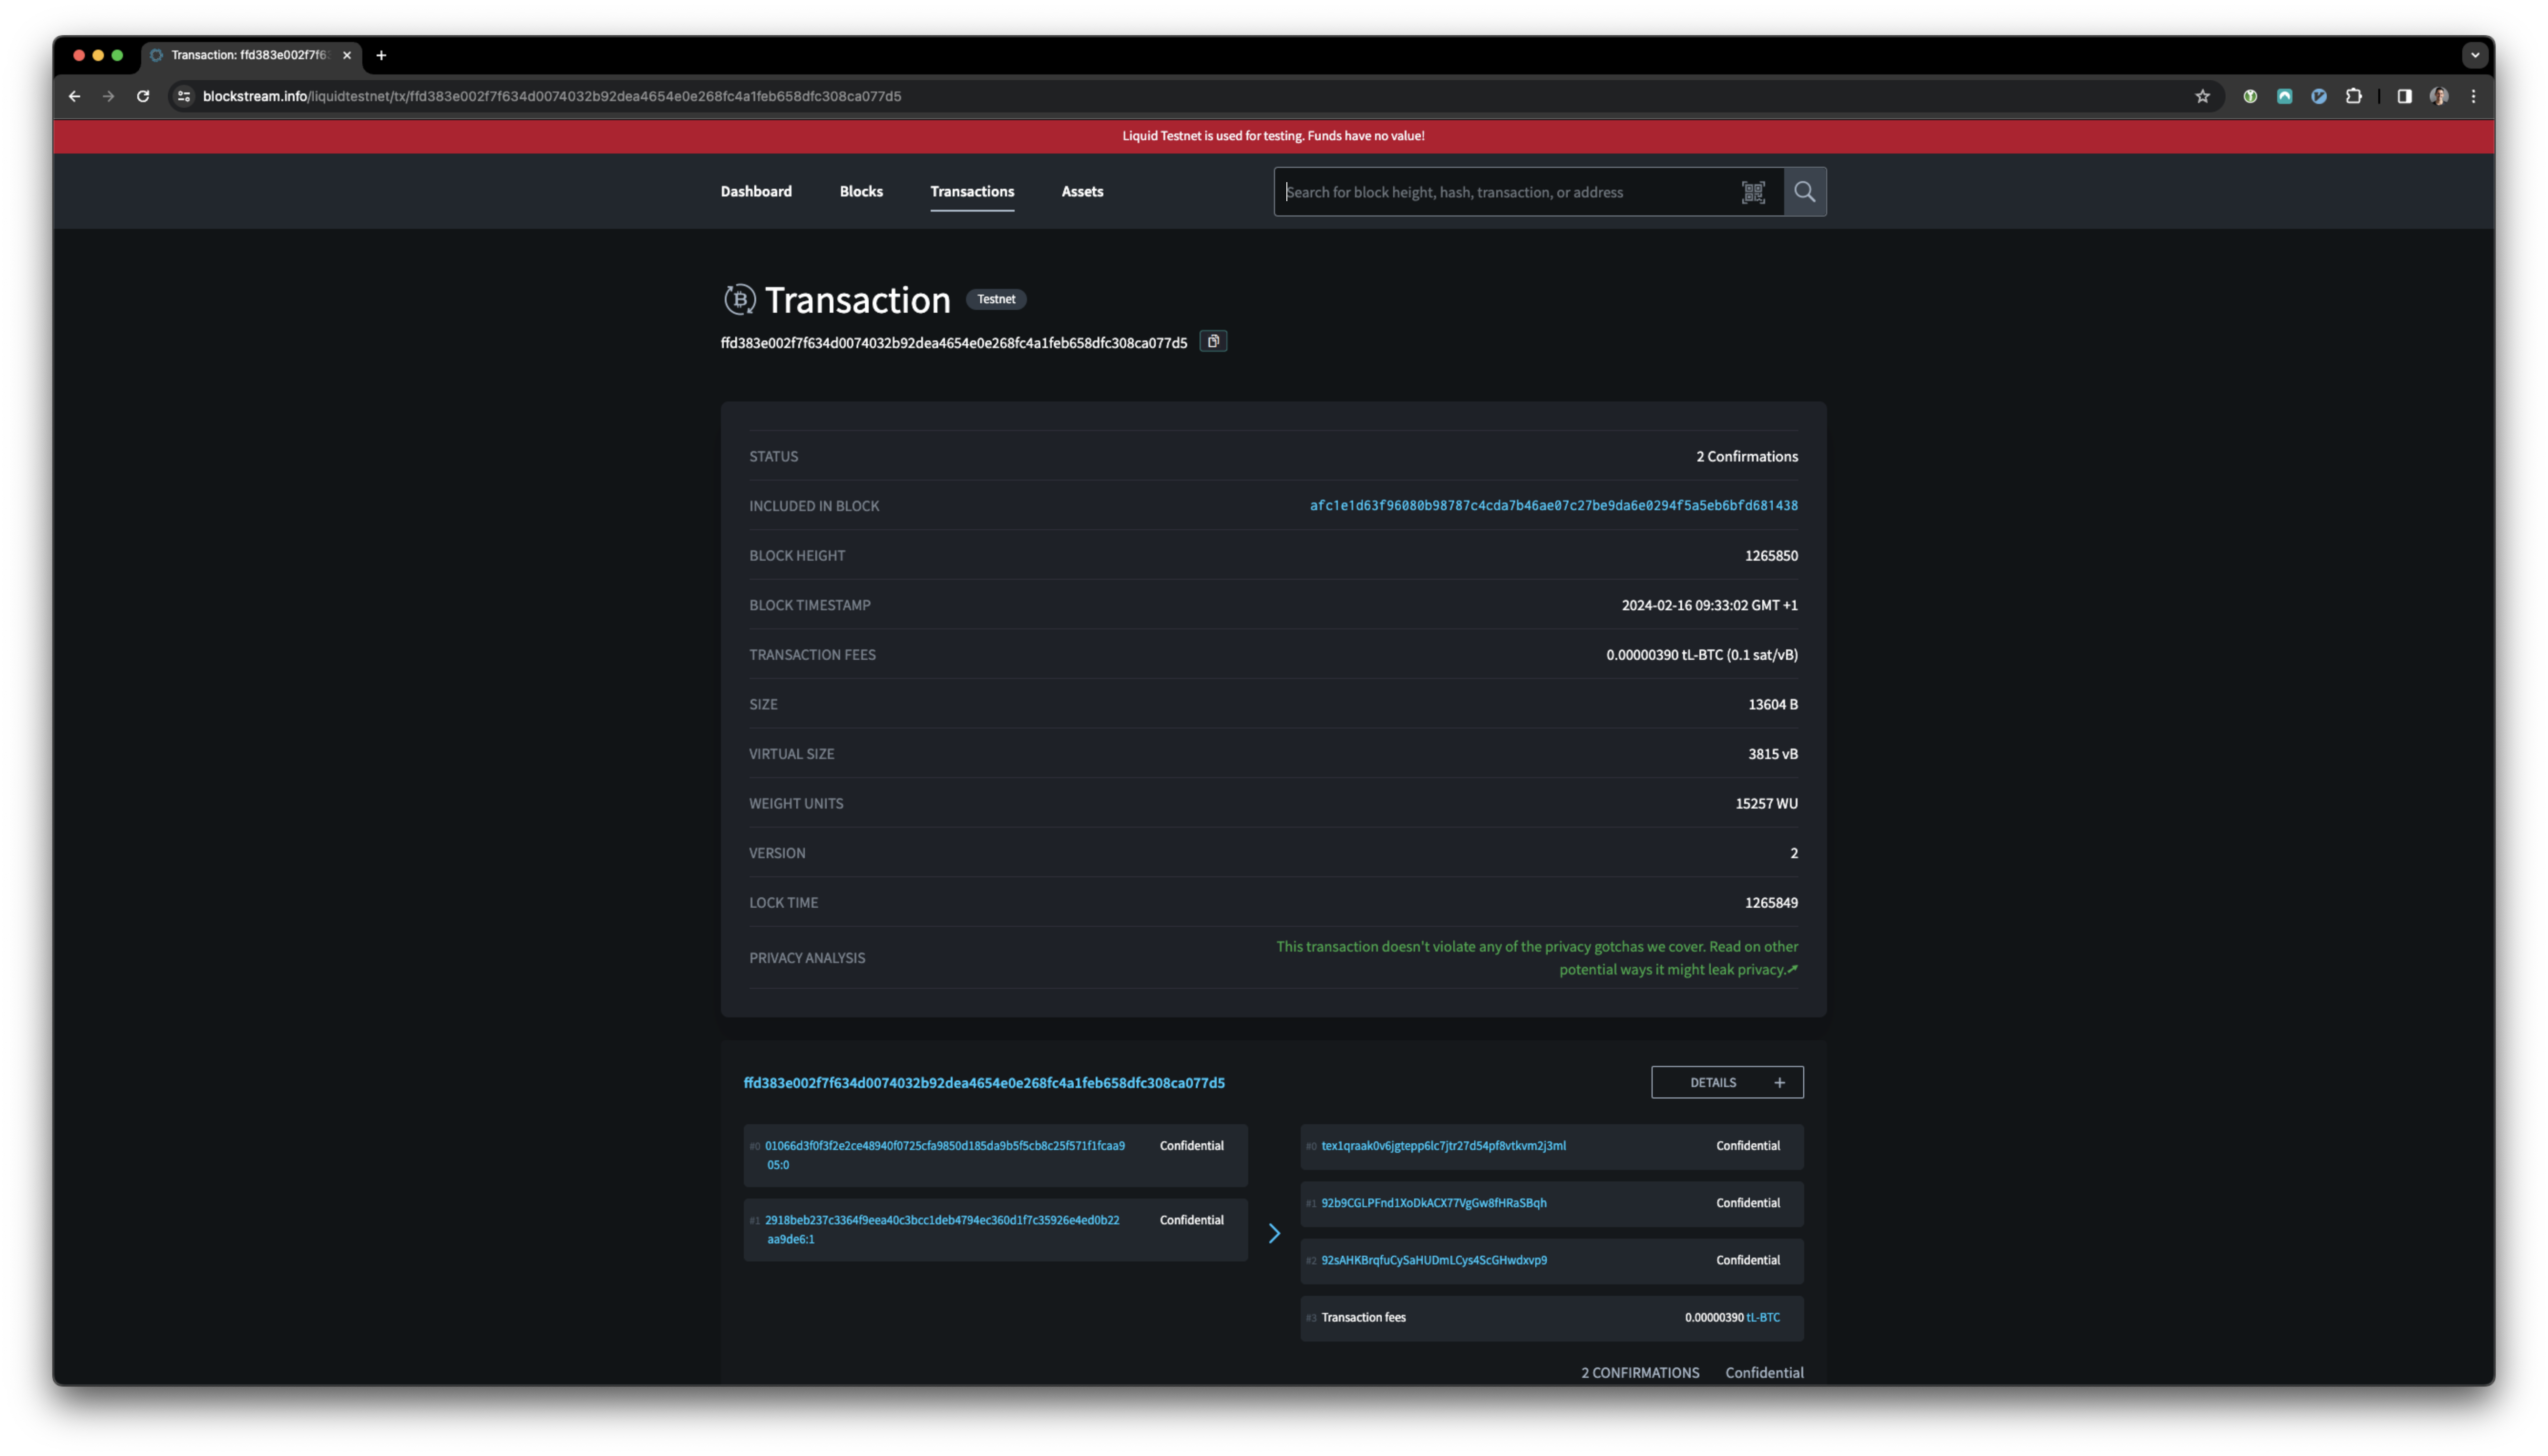 Transaction: ffd383e002f7f63
blockstream.info/liquidtestnet/tx/ffd383e002f7f634d0074032b92dea4654e0e268fc4a1feb658dfc308ca077d5
Liquid Testnet is used for testing. Funds have no value!
Dashboard Blocks Transactions Assets Search for block height, hash, transaction, or address
Transaction Testnet
ffd383e002f7f634d0074032b92dea4654e0e268fc4a1feb658dfc308ca077d5
STATUS 2 Confirmations
INCLUDED IN BLOCK afc1e1d63f96080b98787c4cda7b46ae07c27be9da6e0294f5a5eb6bfd681438
BLOCK HEIGHT 1265850
BLOCK TIMESTAMP 2024-02-16 09:33:02 GMT +1
TRANSACTION FEES 0.00000390 tL-BTC (0.1 sat/vB)
SIZE 13604 B
VIRTUAL SIZE 3815 vB
WEIGHT UNITS 15257 WU
VERSION 2
LOCK TIME 1265849
PRIVACY ANALYSIS This transaction doesn't violate any of the privacy gotchas we cover. Read on other
potential ways it might leak privacy.
ffd383e002f7f634d0074032b92dea4654e0e268fc4a1feb658dfc308ca077d5 DETAILS +
#0 01066d3f0f3f2e2ce48940f0725cfa9850d185da9b5f5cb8c25f571f1fcaa9 Confidential
05:0
#1 2918beb237c3364f9eea40c3bcc1deb4794ec360d1f7c35926e4ed0b22 Confidential
aa9de6:1
#0 tex1qraak0v6jgtepp6lc7jtr27d54pf8vtkvm2j3ml Confidential
#1 92b9CGLPFnd1XoDkACX77VgGw8fHRaSBqh Confidential
#2 92sAHKBrqfuCySaHUDmLCys4ScGHwdxvp9 Confidential
#3 Transaction fees 0.00000390 tL-BTC
2 CONFIRMATIONS Confidential